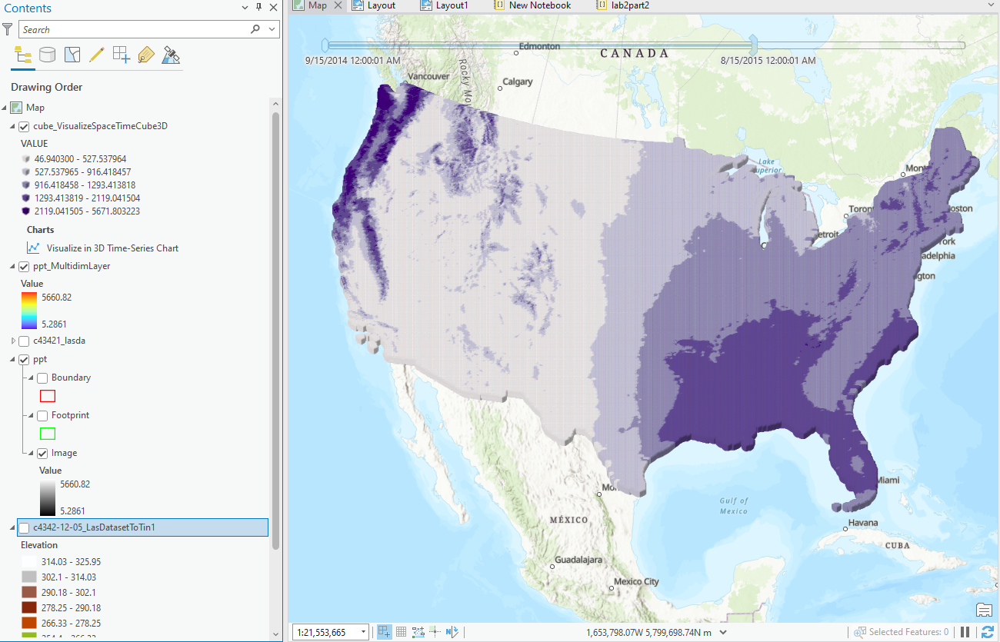 Contents
Search
Drawing Order
Map
cube_VisualizeSpaceTimeCube3D
VALUE
46.940300 - 527.537964
527.537965 - 916.418457
916.418458 - 1293.413818
1293.413819 - 2119.041504
2119.041505 - 5671.803223
Charts
Visualize in 3D Time-Series Chart
ppt_MultidimLayer
Value
5660.82
5.2861
c43421_lasda
ppt
Boundary
Footprint
Image
Value
5660.82
5.2861
c4342-12-05_LasDatasetToTin1
Elevation
314.03 - 325.95
302.1 - 314.03
290.18 - 302.1
278.25 - 290.18
266.33 - 278.25
Map
Layout
Layout1
New Notebook
lab2part2
9/15/2014 12:00:01 AM
8/15/2015 12:00:01 AM
Edmonton
CANADA
Vancouver
Calgary
Rocky Mo
Lake
uperior
Mont
Toront
oston
etroit
York
adelphia
ngton
Gulf of
Mexico
Miami
Havana
CUBA
Mo
MÉXICO
Guadalajara
Mexico City
1:21,553,665
1,653,798.07W 5,799,698.74N m
Selected Features: 0